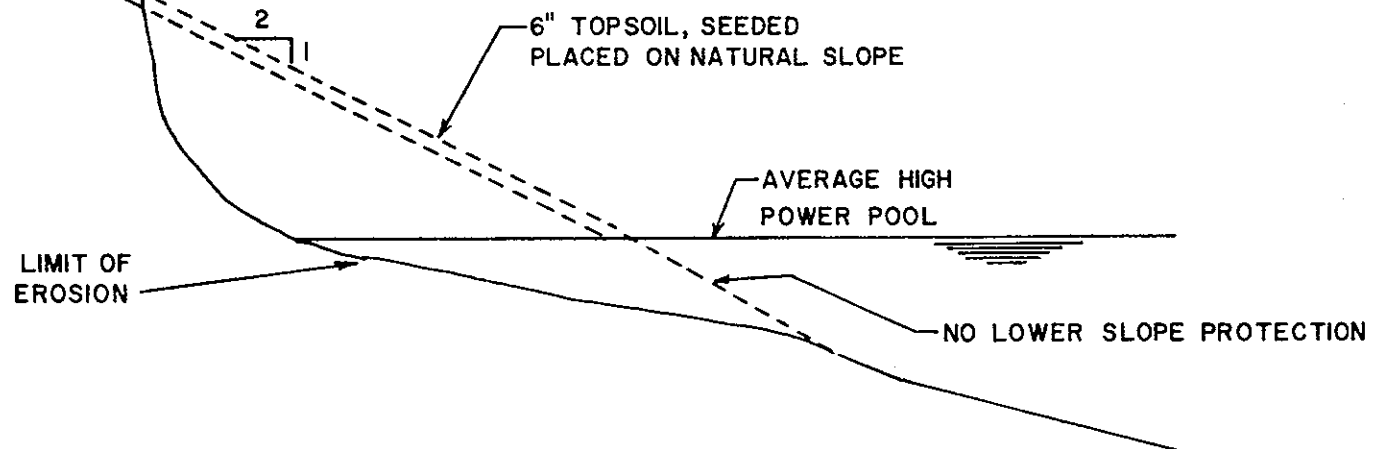 2
1
6" TOPSOIL, SEEDED
PLACED ON NATURAL SLOPE
AVERAGE HIGH
POWER POOL
LIMIT OF
EROSION
NO LOWER SLOPE PROTECTION